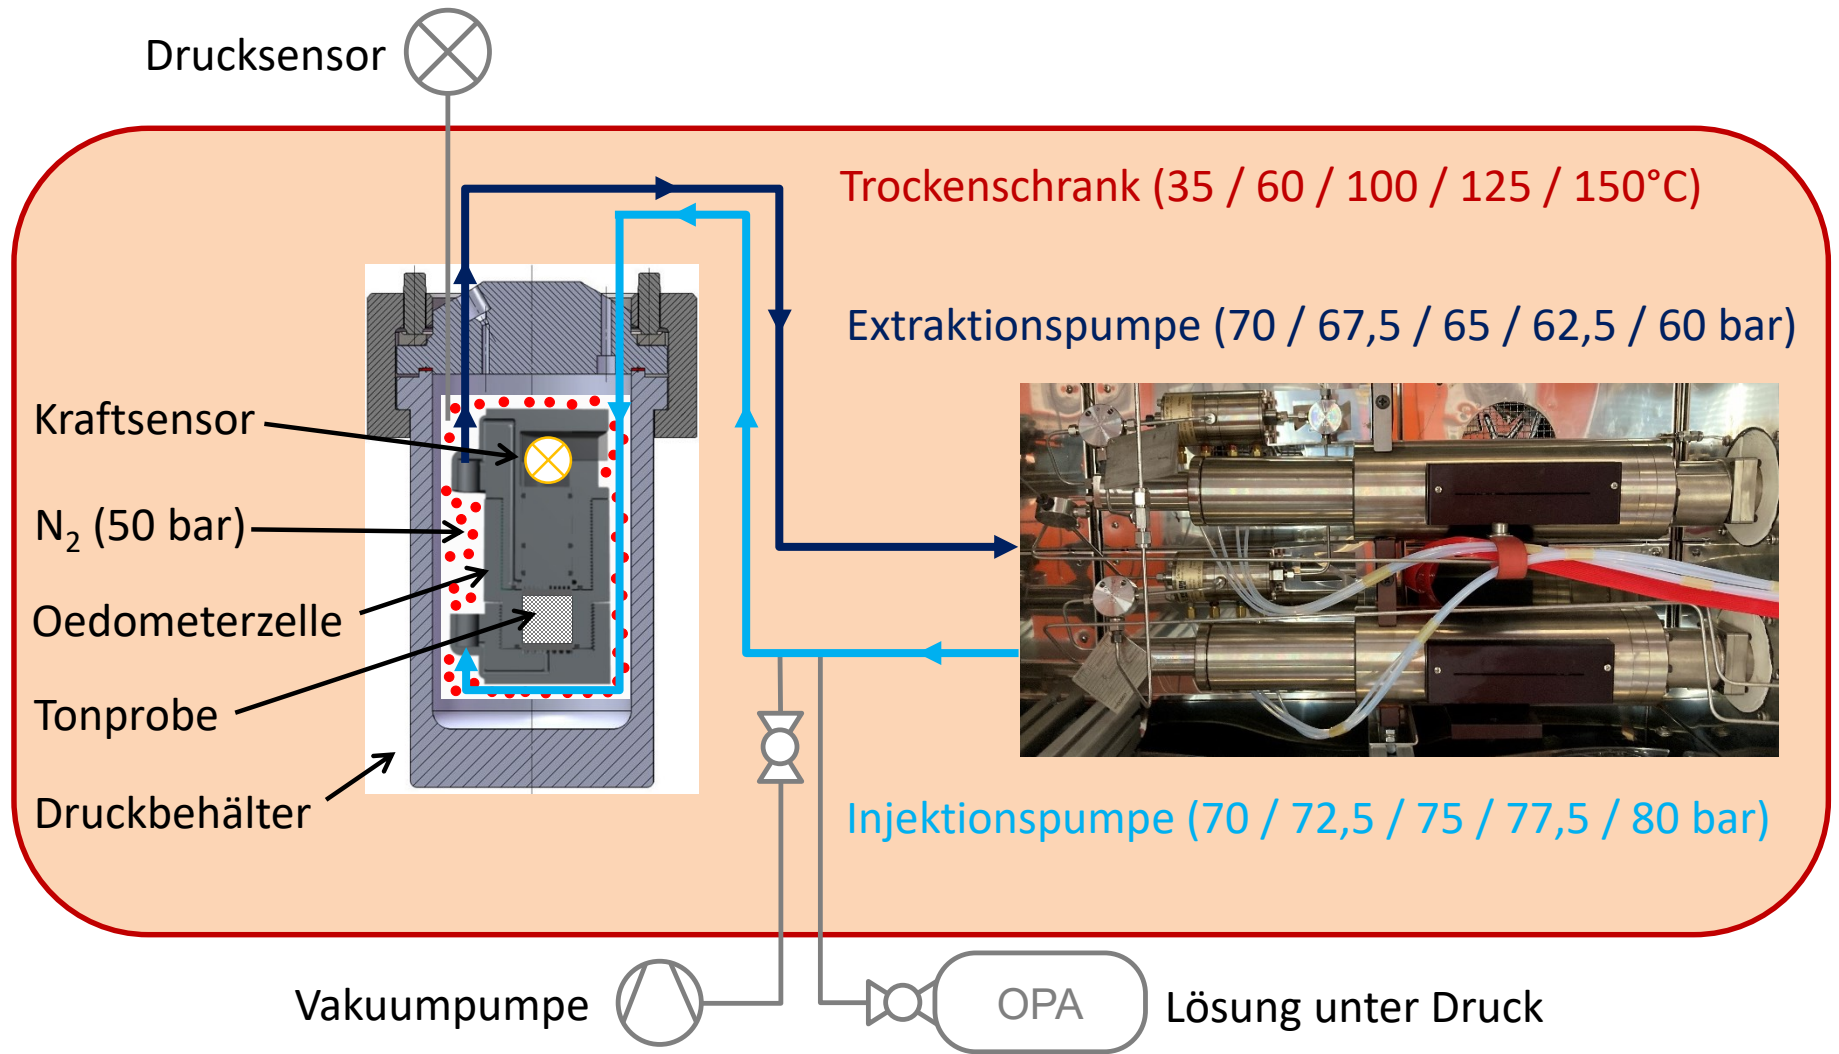 Drucksensor
Trockenschrank (35 / 60 / 100 / 125 / 150°C)
Extraktionspumpe (70 / 67,5 / 65 / 62,5 / 60 bar)
Kraftsensor
N₂ (50 bar)
Oedometerzelle
Tonprobe
Druckbehälter
Injektionspumpe (70 / 72,5 / 75 / 77,5 / 80 bar)
Vakuumpumpe
OPA
Lösung unter Druck